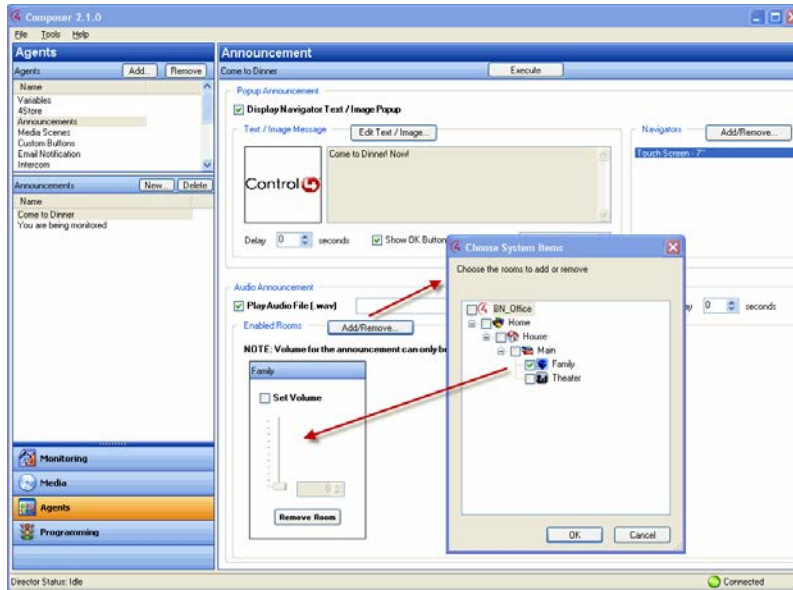 Composer 2.1.0
File Tools Help
Agents
Agents Add... Remove
Name
Variables
4Store
Announcements
Media Scenes
Custom Buttons
Email Notification
Intercom
Announcements New... Delete
Name
Come to Dinner
You are being monitored
Monitoring
Media
Agents
Programming
Director Status: Idle
Announcement
Come to Dinner Execute
Popup Announcement
Display Navigator Text / Image Popup
Text / Image Message Edit Text / Image...
Control4
Come to Dinner! Now!
Delay 0 seconds Show OK Button
Navigators Add/Remove...
Touch Screen - 7"
Audio Announcement
Play Audio File (.wav)
0 seconds
Enabled Rooms Add/Remove...
NOTE: Volume for the announcement can only be
Family
Set Volume
0
Remove Room
Choose System Items
Choose the rooms to add or remove
BN_Office
Home
House
Main
Family
Theater
OK Cancel
Connected